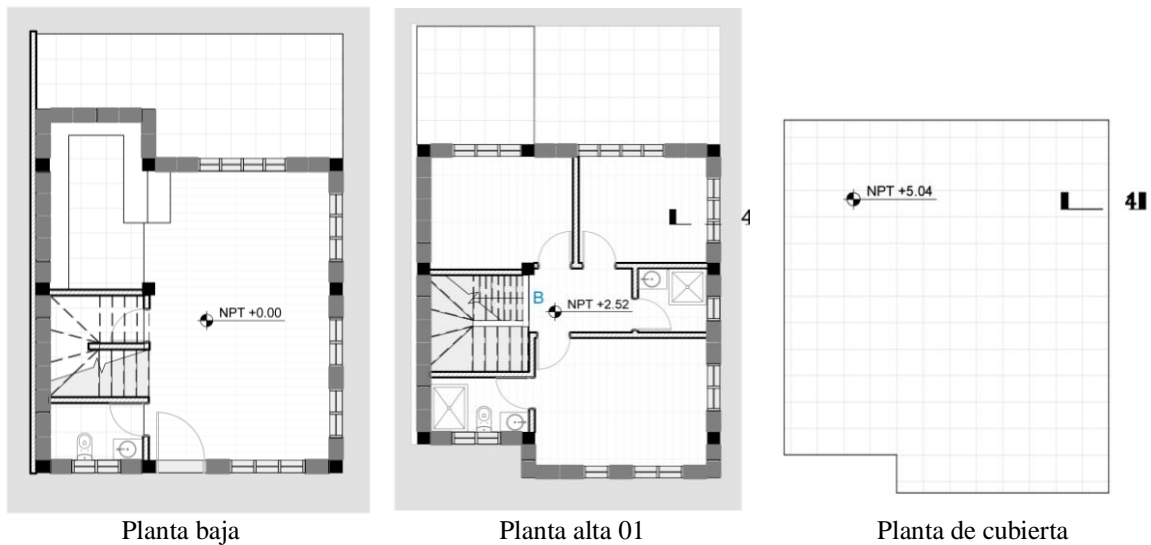 NPT +0.00
Planta baja
4
B
NPT +2.52
Planta alta 01
NPT +5.04
4
Planta de cubierta